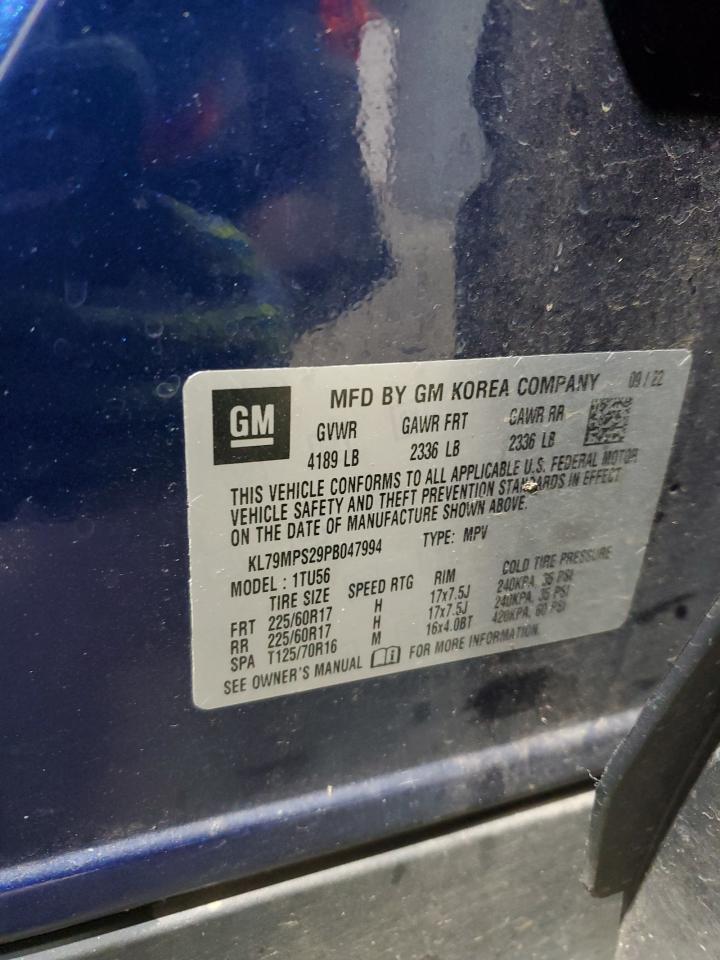 GM
MFD BY GM KOREA COMPANY 09 / 22
GVWR GAWR FRT GAWR RR
4189 LB 2336 LB 2336 LB
THIS VEHICLE CONFORMS TO ALL APPLICABLE U.S. FEDERAL MOTOR
VEHICLE SAFETY AND THEFT PREVENTION STANDARDS IN EFFECT
ON THE DATE OF MANUFACTURE SHOWN ABOVE.
KL79MPS29PB047994 TYPE: MPV
MODEL : 1TU56
TIRE SIZE SPEED RTG RIM COLD TIRE PRESSURE
FRT 225/60R17 H 17x7.5J 240KPA, 35 PSI
RR 225/60R17 H 17x7.5J 240KPA, 35 PSI
SPA T125/70R16 M 16x4.0BT 420KPA, 60 PSI
SEE OWNER'S MANUAL FOR MORE INFORMATION